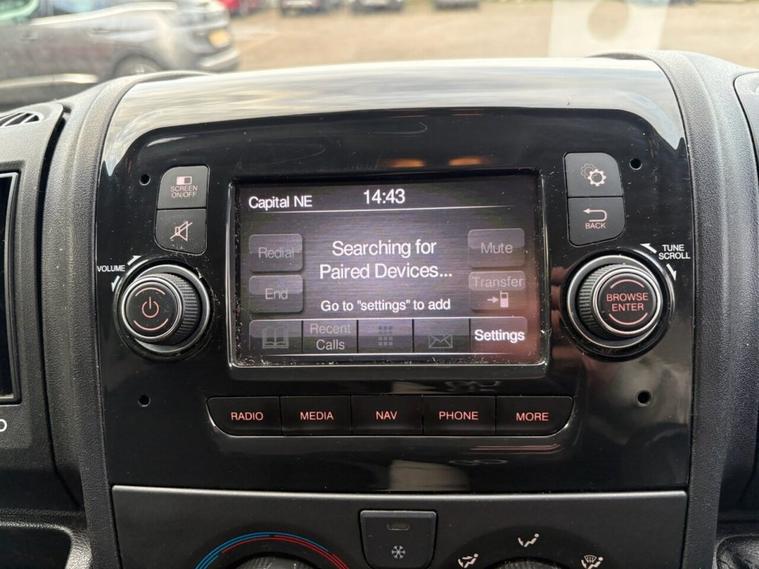 SCREEN
ON/OFF
Capital NE
14:43
BACK
VOLUME
TUNE
SCROLL
Redial
Searching for
Paired Devices...
Mute
End
Go to "settings" to add
Transfer
BROWSE
ENTER
Recent
Calls
Settings
RADIO
MEDIA
NAV
PHONE
MORE